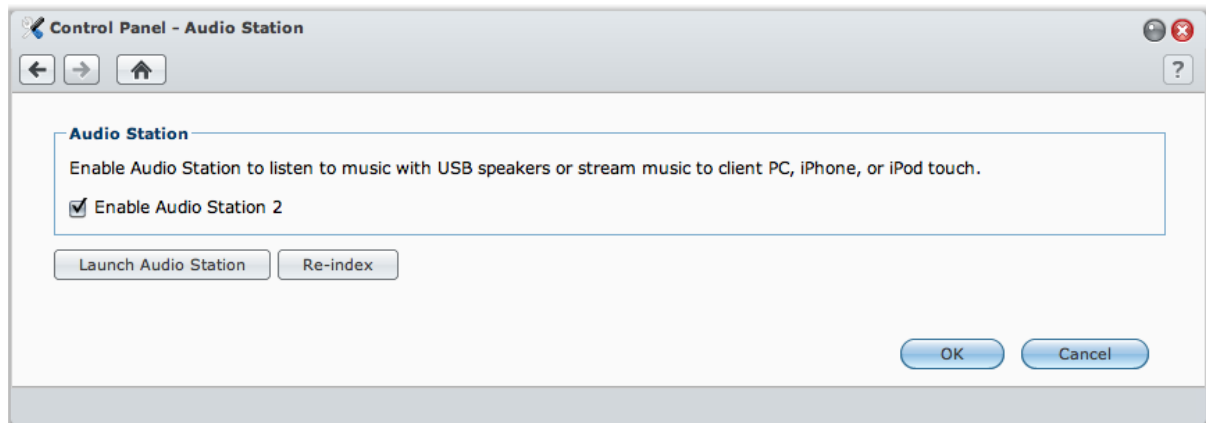 Control Panel - Audio Station
?
Audio Station
Enable Audio Station to listen to music with USB speakers or stream music to client PC, iPhone, or iPod touch.
Enable Audio Station 2
Launch Audio Station Re-index
OK Cancel